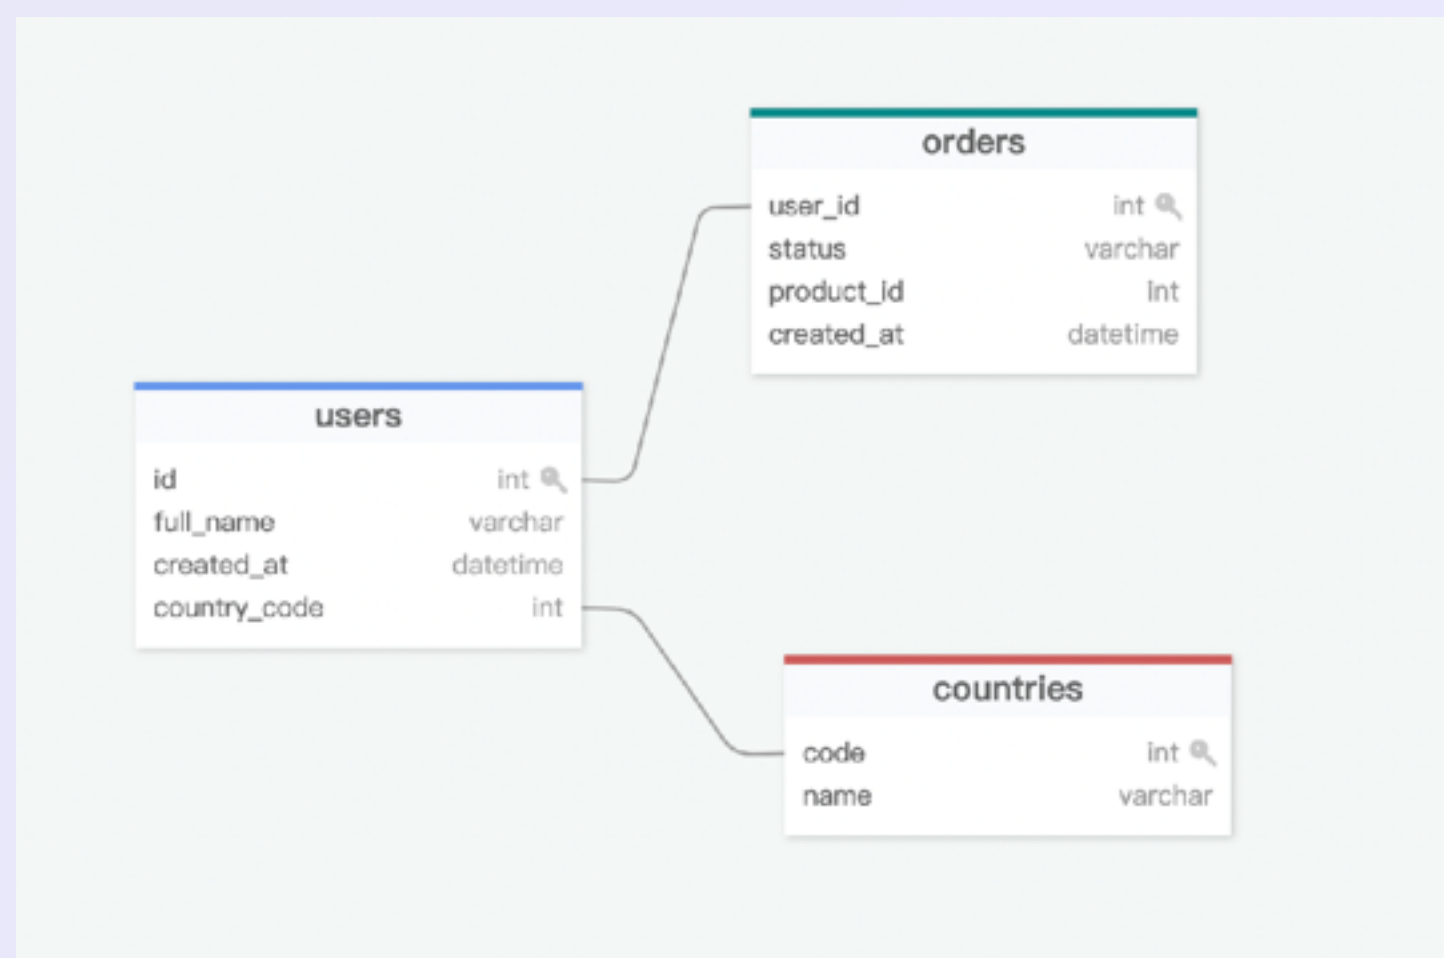 orders
user_id int
status varchar
product_id int
created_at datetime
users
id int
full_name varchar
created_at datetime
country_code int
countries
code int
name varchar